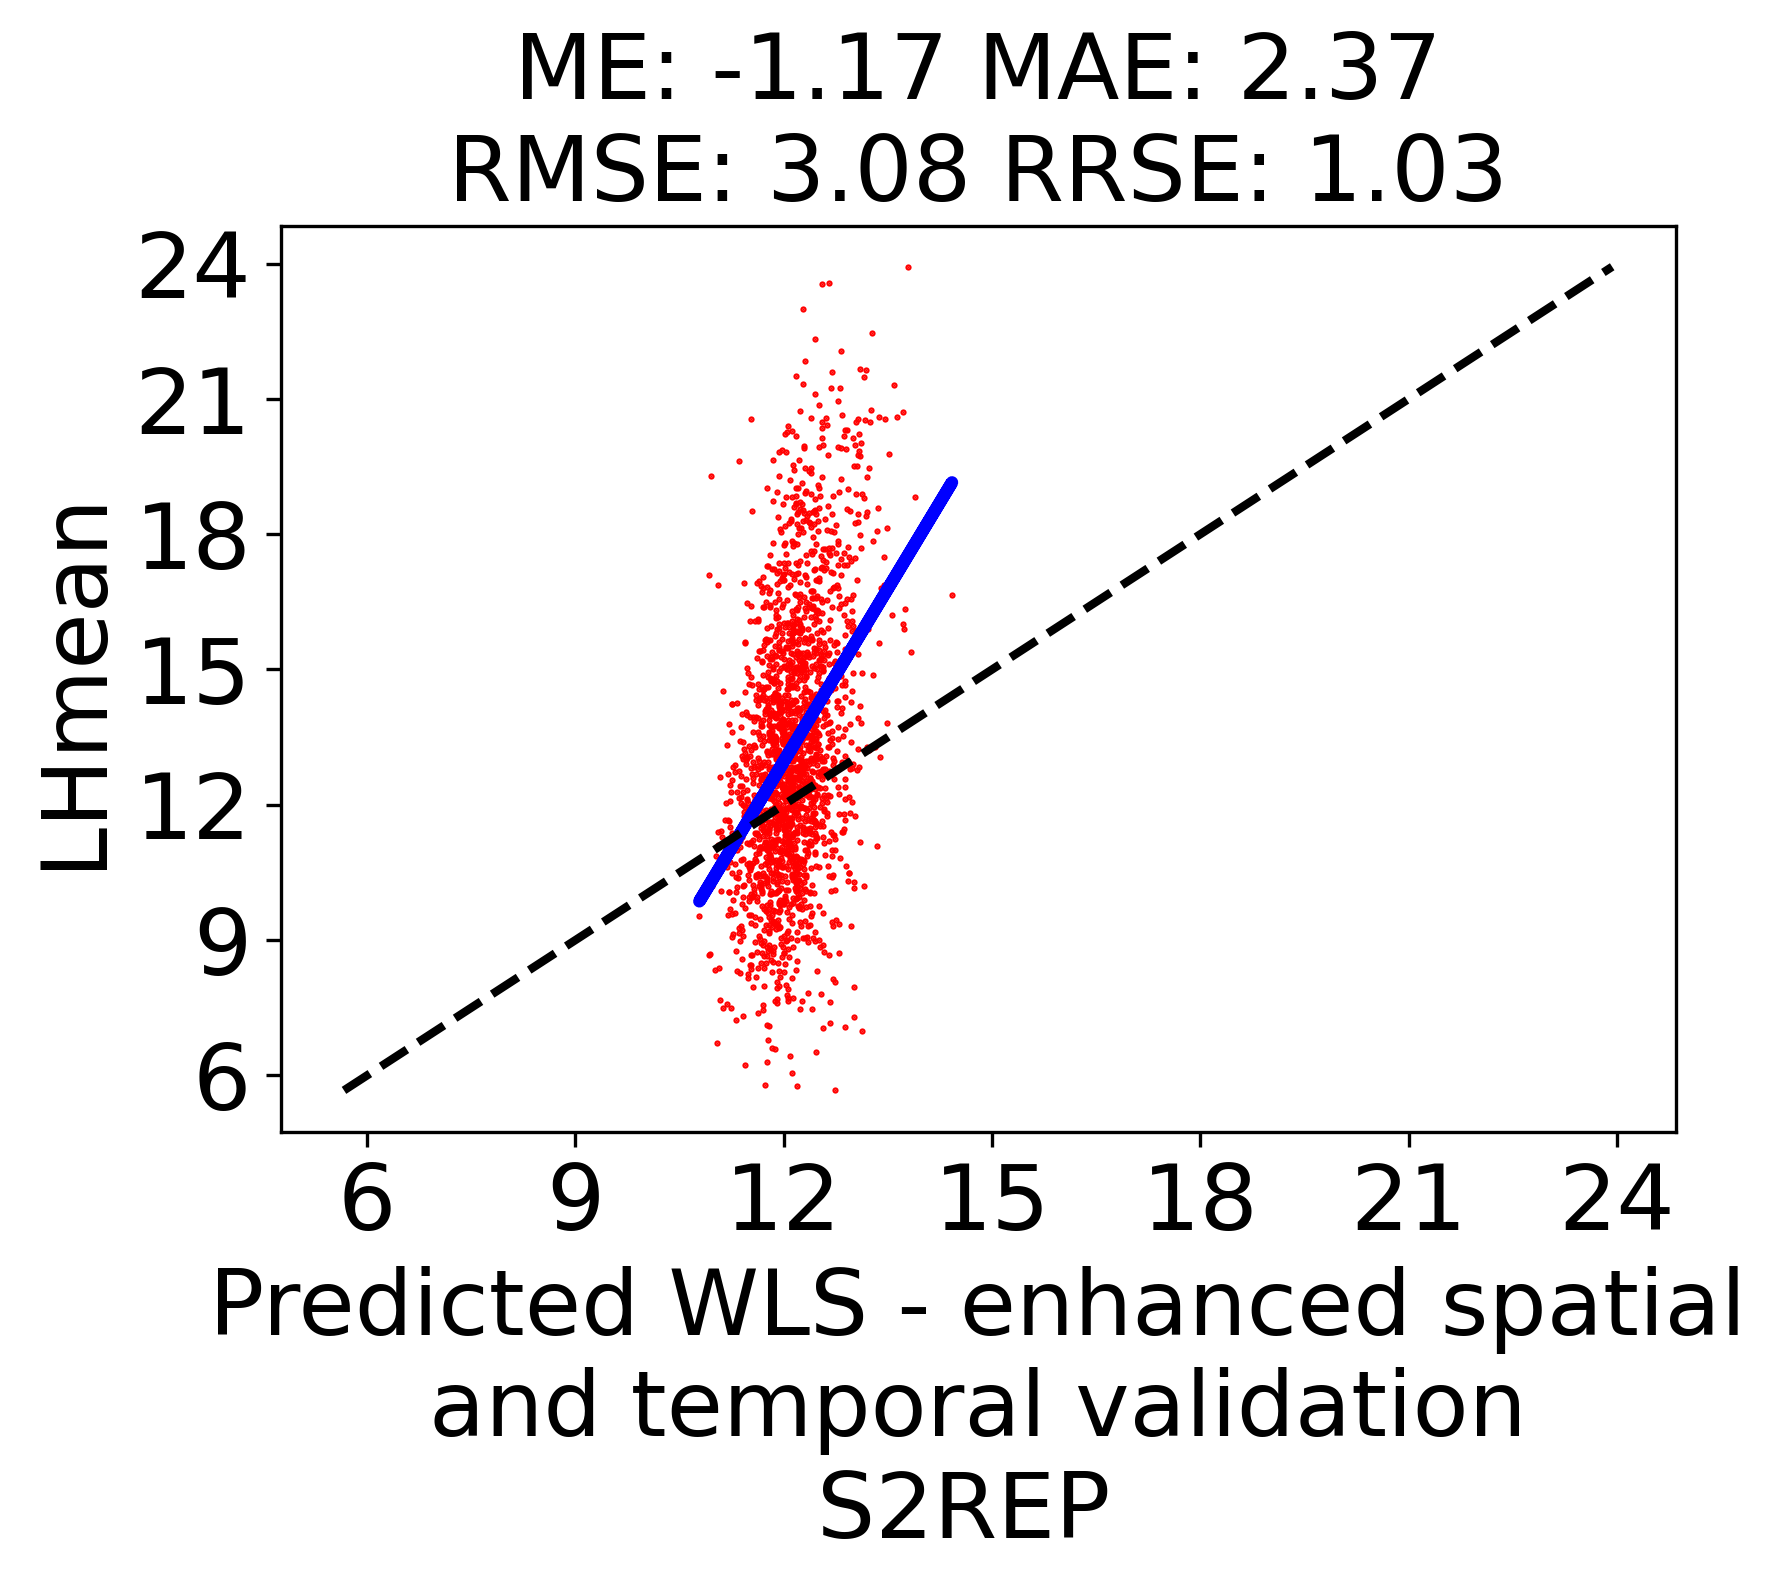 ME: -1.17 MAE: 2.37
RMSE: 3.08 RRSE: 1.03
LHmean
24
21
18
15
12
9
6
6 9 12 15 18 21 24
Predicted WLS - enhanced spatial
and temporal validation
S2REP